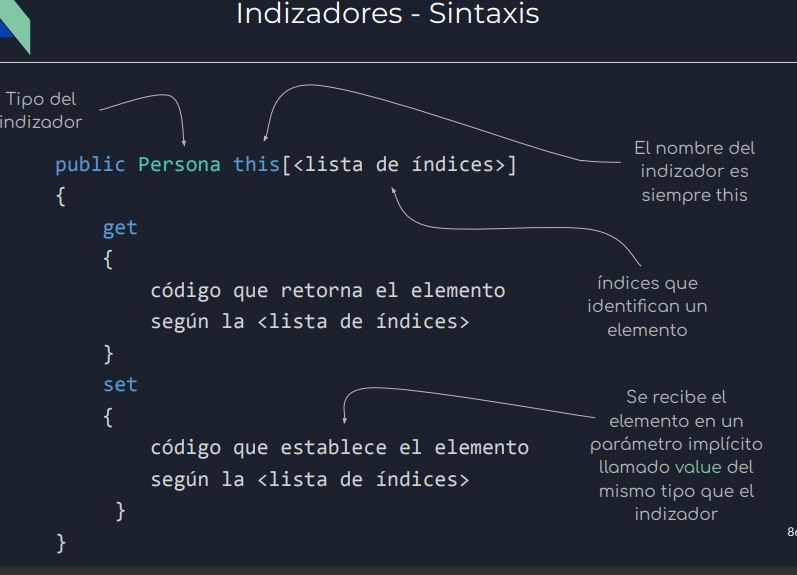 Indizadores - Sintaxis
Tipo del
indizador
public Persona this[<lista de índices>]
El nombre del
indizador es
siempre this
{
get
{
código que retorna el elemento
según la <lista de índices>
}
índices que
identifican un
elemento
set
{
código que establece el elemento
según la <lista de índices>
}
}
Se recibe el
elemento en un
parámetro implícito
llamado value del
mismo tipo que el
indizador